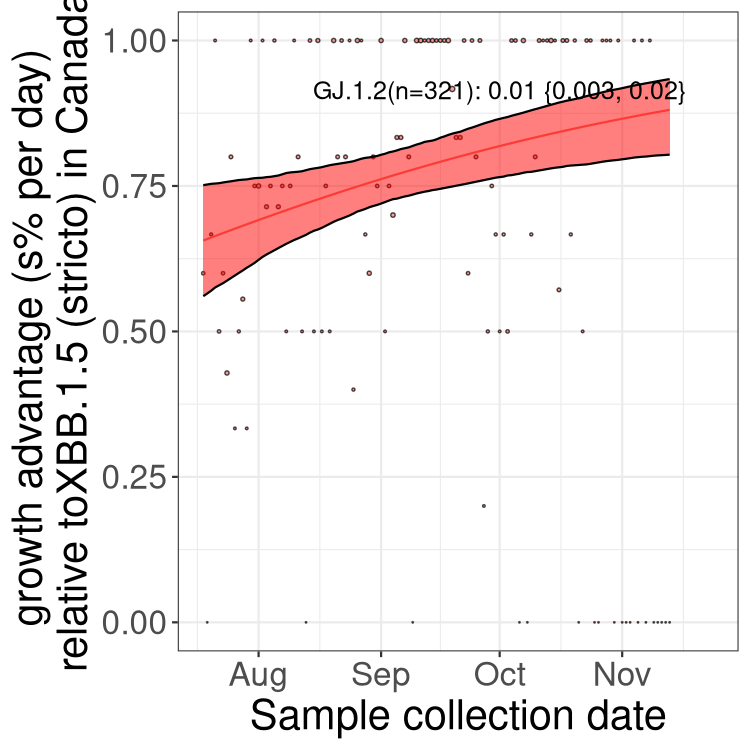 growth advantage (s% per day)
relative toXBB.1.5 (stricto) in Canada
1.00
0.75
0.50
0.25
0.00
GJ.1.2(n=321): 0.01 {0.003, 0.02}
Aug Sep Oct Nov
Sample collection date